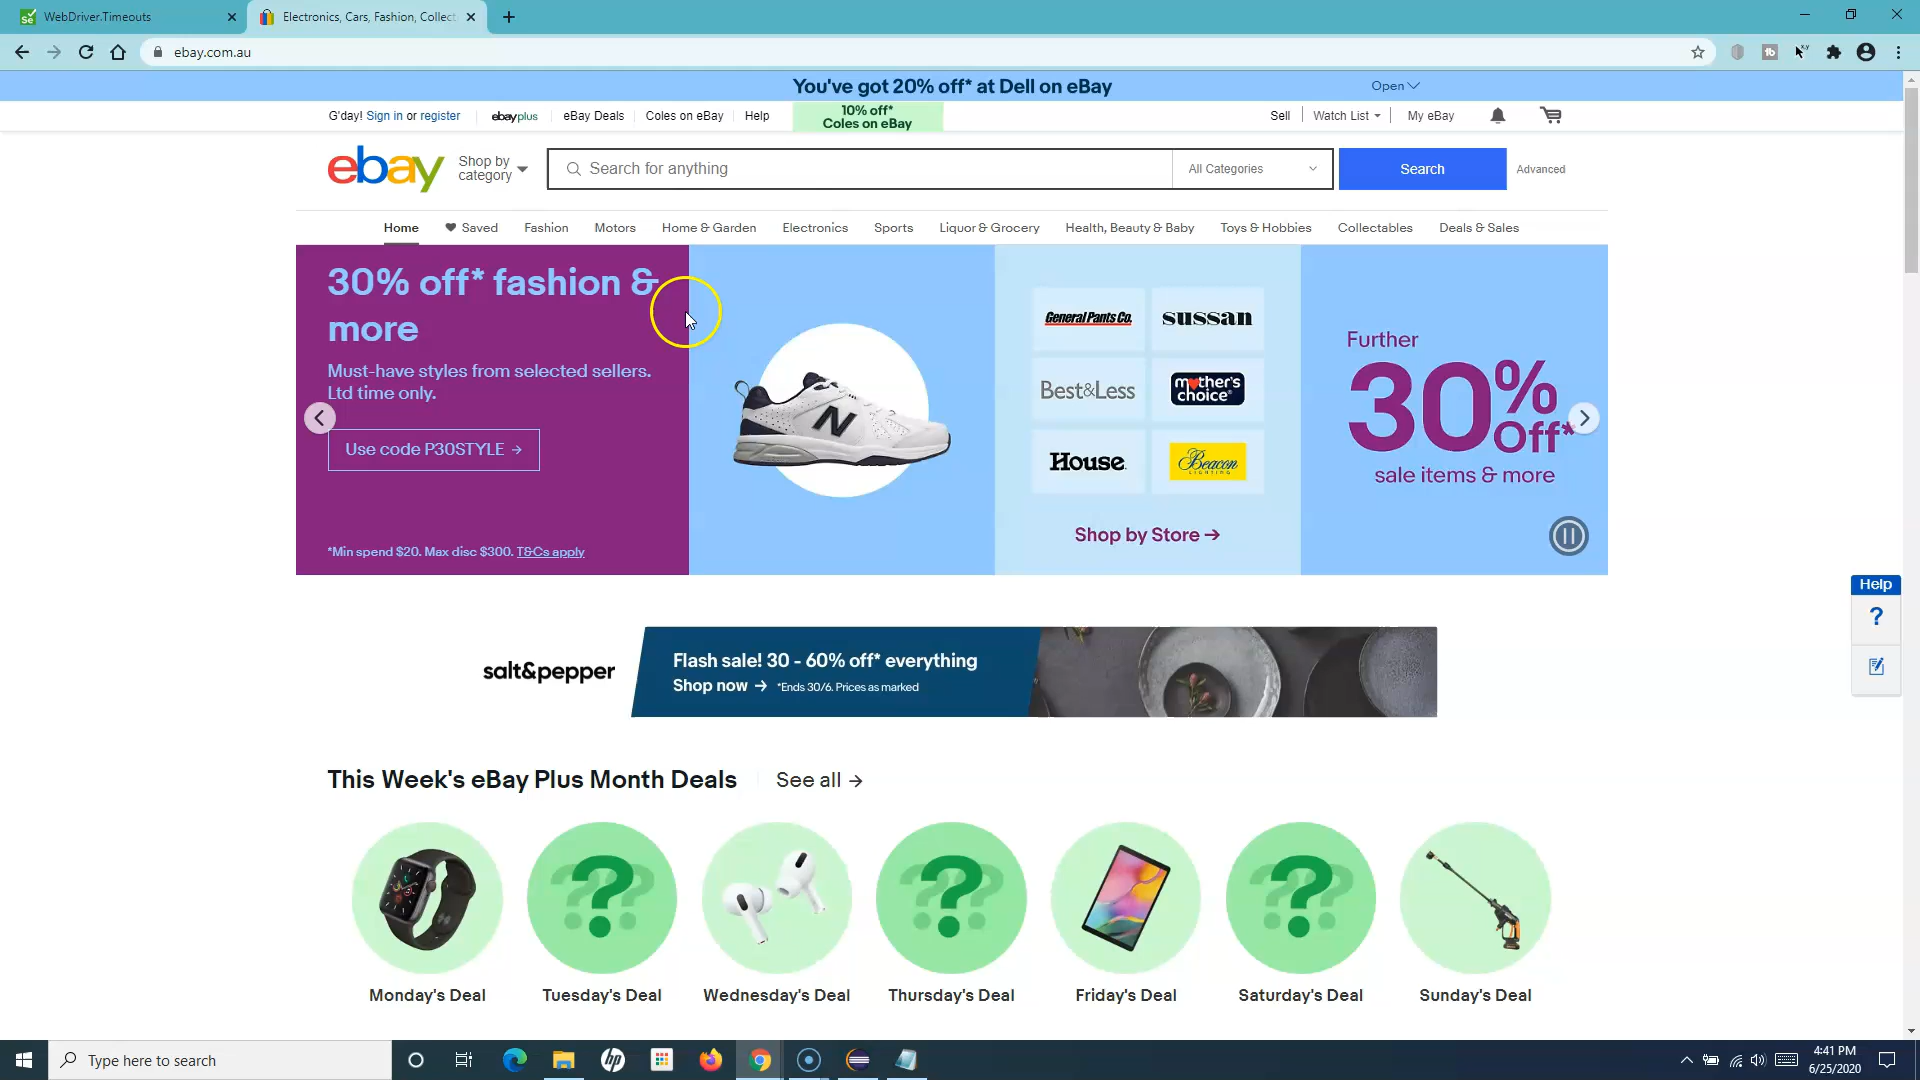 WebDriver.Timeouts
Electronics, Cars, Fashion, Collect
ebay.com.au
You've got 20% off* at Dell on eBay
Open
G'day! Sign in or register
ebayplus
eBay Deals
Coles on eBay
Help
10% off*
Coles on eBay
Sell
Watch List
My eBay
ebay
Shop by
category
Search for anything
All Categories
Search
Advanced
Home
Saved
Fashion
Motors
Home & Garden
Electronics
Sports
Liquor & Grocery
Health, Beauty & Baby
Toys & Hobbies
Collectables
Deals & Sales
30% off* fashion &
more
Must-have styles from selected sellers.
Ltd time only.
Use code P30STYLE →
*Min spend $20. Max disc $300. T&Cs apply
N
General Pants Co.
sussan
Best&Less
mother's
choice
House
Beacon
LIGHTING
Shop by Store →
Further
30%
Off*
sale items & more
Help
?
salt&pepper
Flash sale! 30 - 60% off* everything
Shop now → *Ends 30/6. Prices as marked
This Week's eBay Plus Month Deals
See all →
Monday's Deal
Tuesday's Deal
Wednesday's Deal
Thursday's Deal
Friday's Deal
Saturday's Deal
Sunday's Deal
Type here to search
hp
4:41 PM
6/25/2020